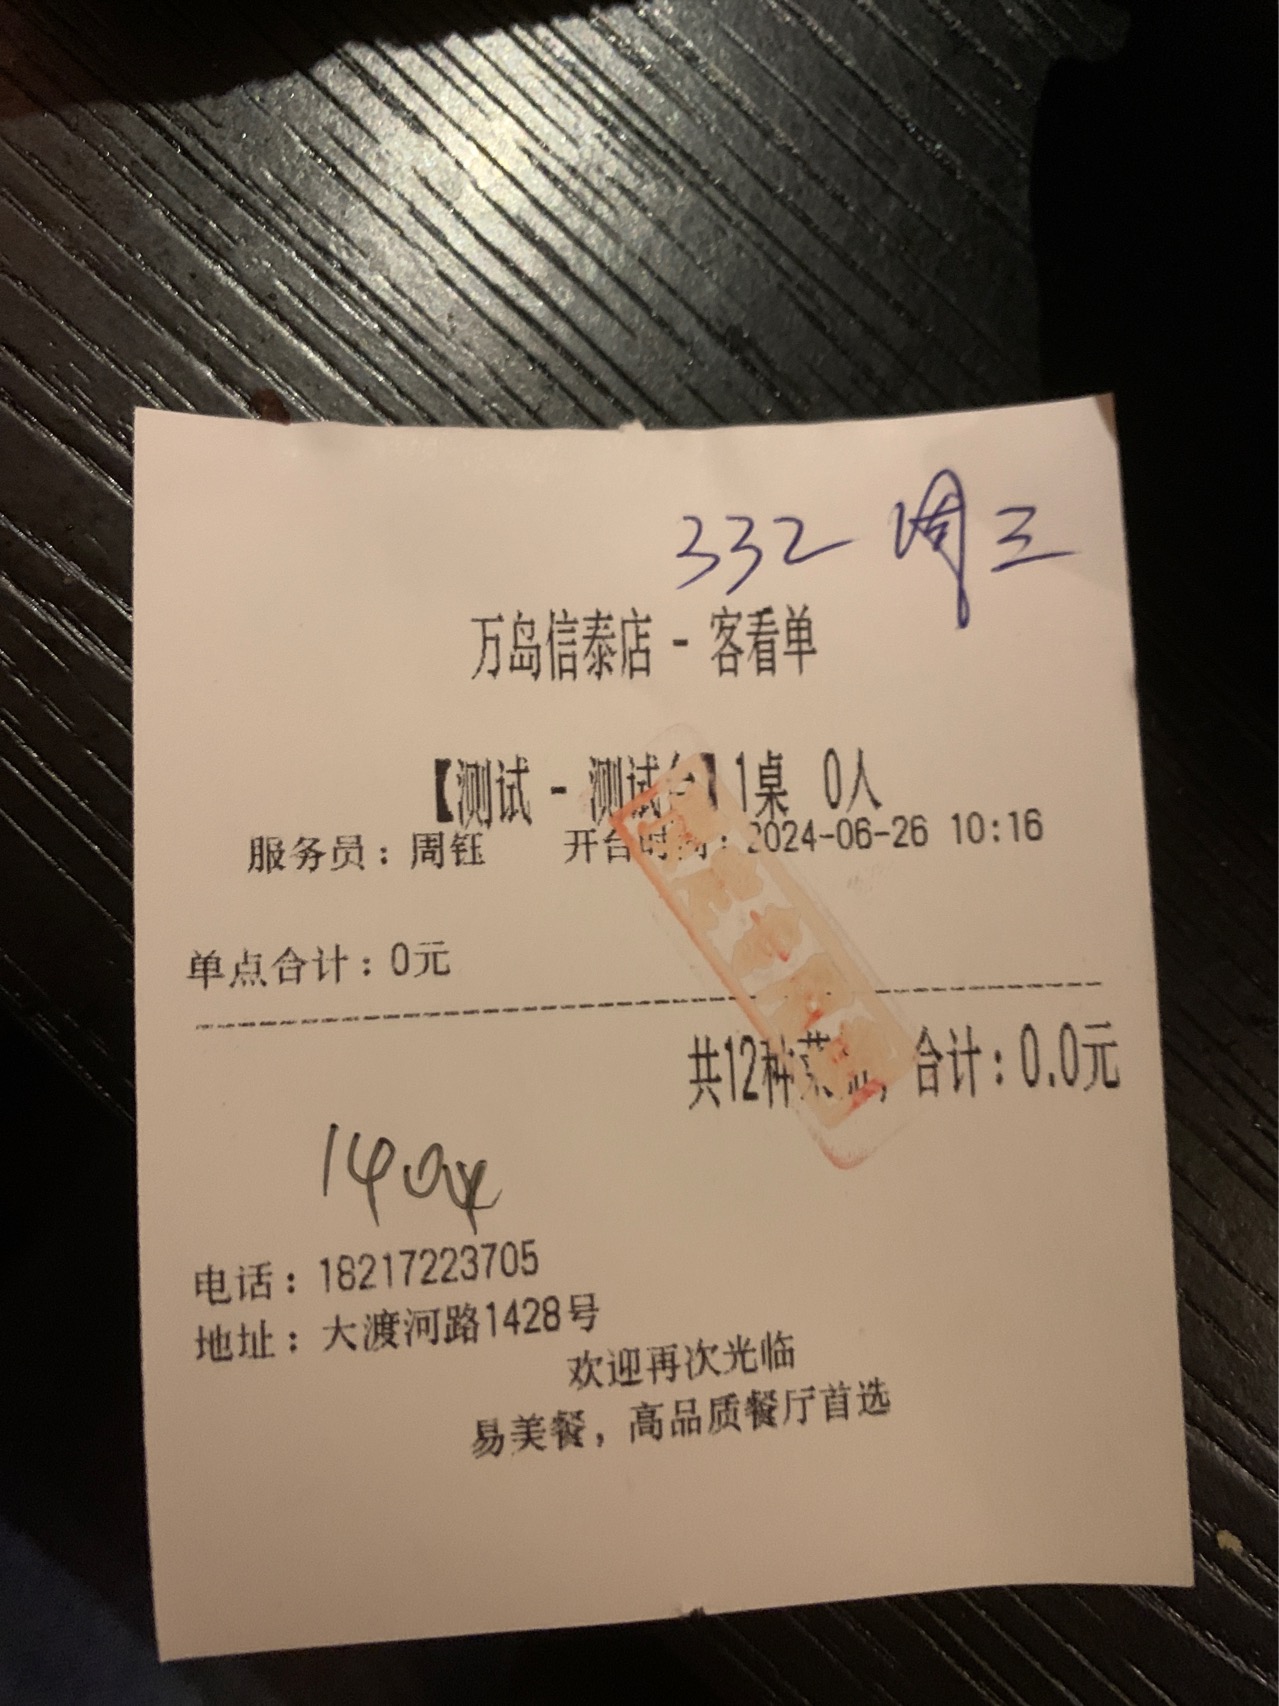 332 周三
万岛信泰店 - 客看单
【测试 - 测试台】1桌 0人
服务员：周钰 开台时间：2024-06-26 10:16
单点合计：0元
共12种菜品，合计：0.0元
电话：18217223705
地址：大渡河路1428号
欢迎再次光临
易美餐，高品质餐厅首选